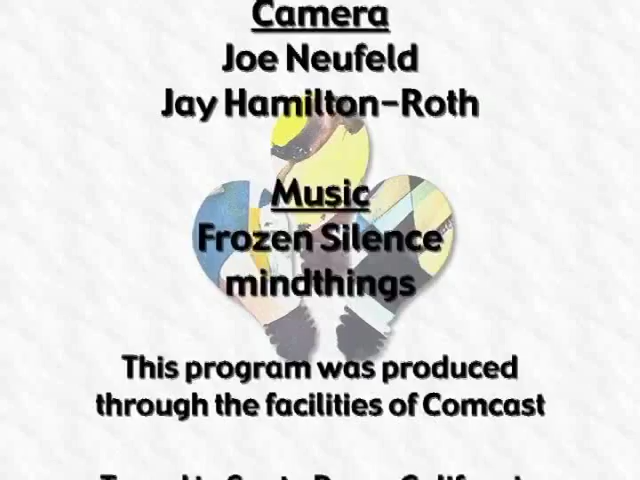 Camera
Joe Neufeld
Jay Hamilton-Roth
Music
Frozen Silence
mindthings
This program was produced
through the facilities of Comcast